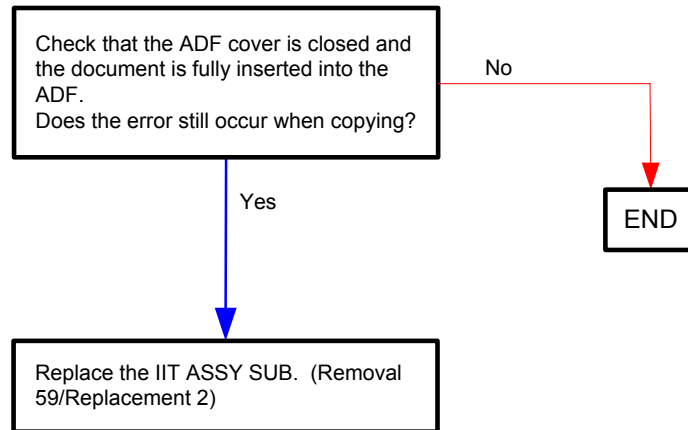 Check that the ADF cover is closed and
the document is fully inserted into the
ADF.
Does the error still occur when copying?
No
Yes
END
Replace the IIT ASSY SUB. (Removal
59/Replacement 2)